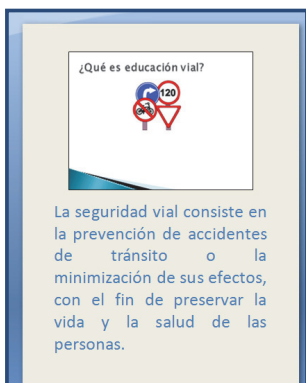 ¿Qué es educación vial?
120
La seguridad vial consiste en
la prevención de accidentes
de tránsito o la
minimización de sus efectos,
con el fin de preservar la
vida y la salud de las
personas.